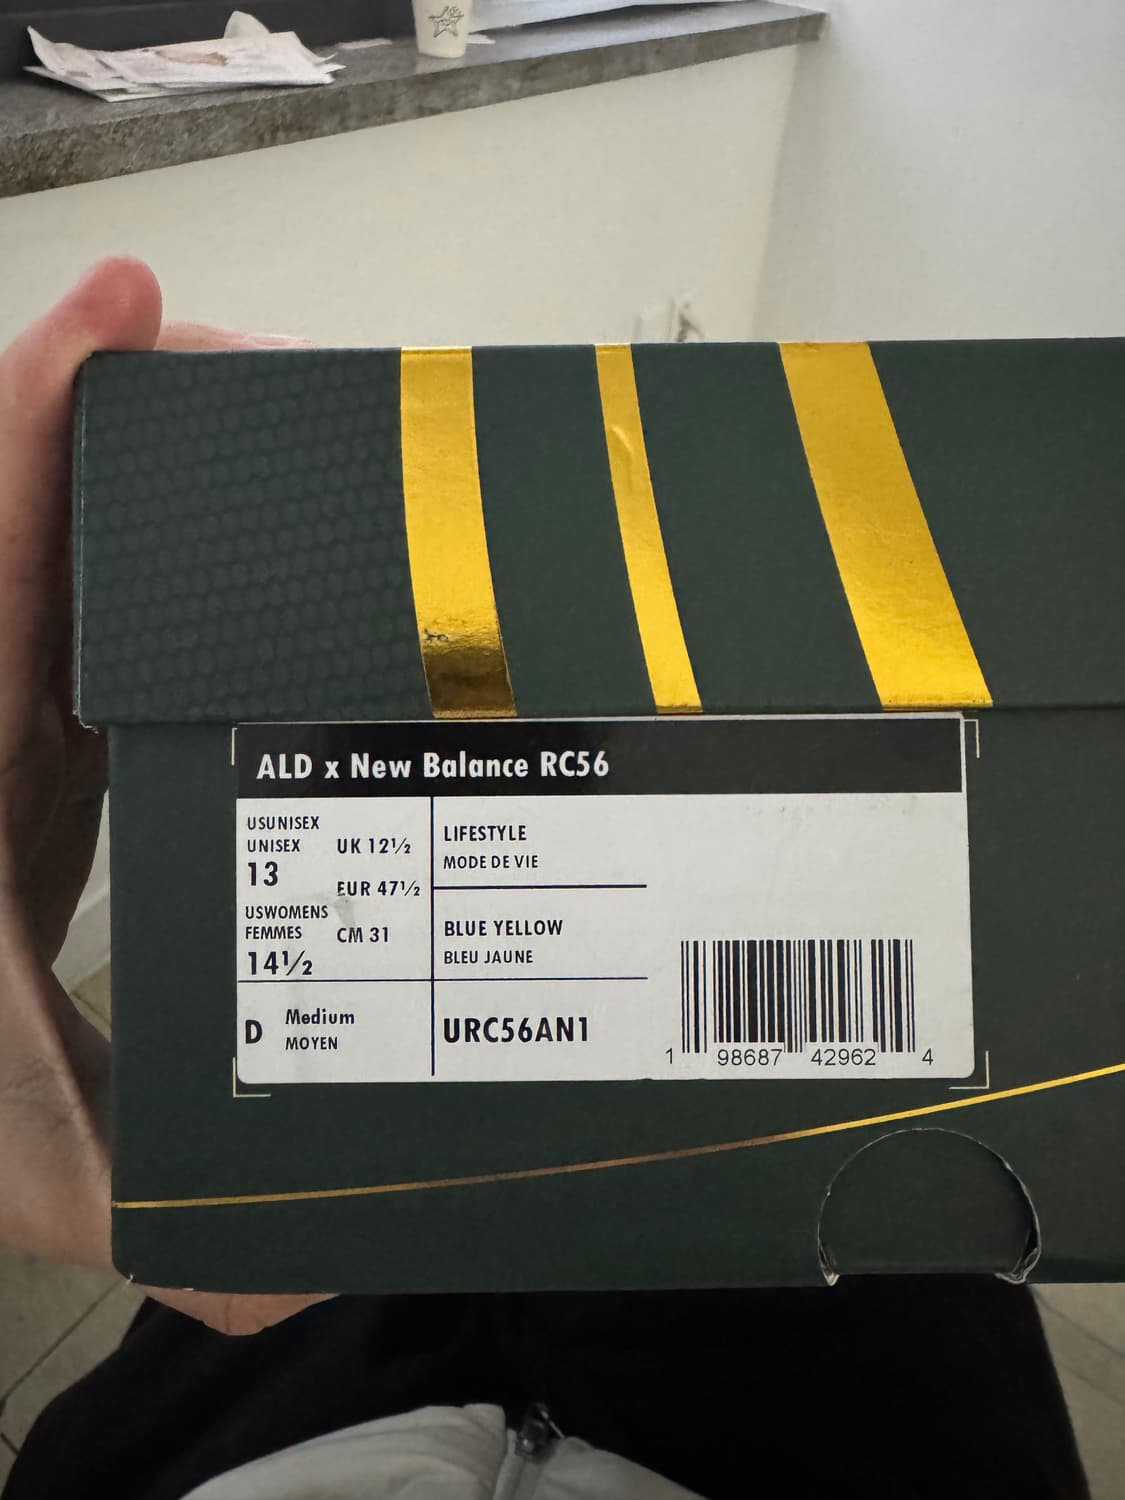 ALD x New Balance RC56
USUNISEX
UNISEX
13
UK 12½
EUR 47½
USWOMENS
FEMMES
14½
CM 31
D Medium
MOYEN
LIFESTYLE
MODE DE VIE
BLUE YELLOW
BLEU JAUNE
URC56AN1
1 98687 42962 4